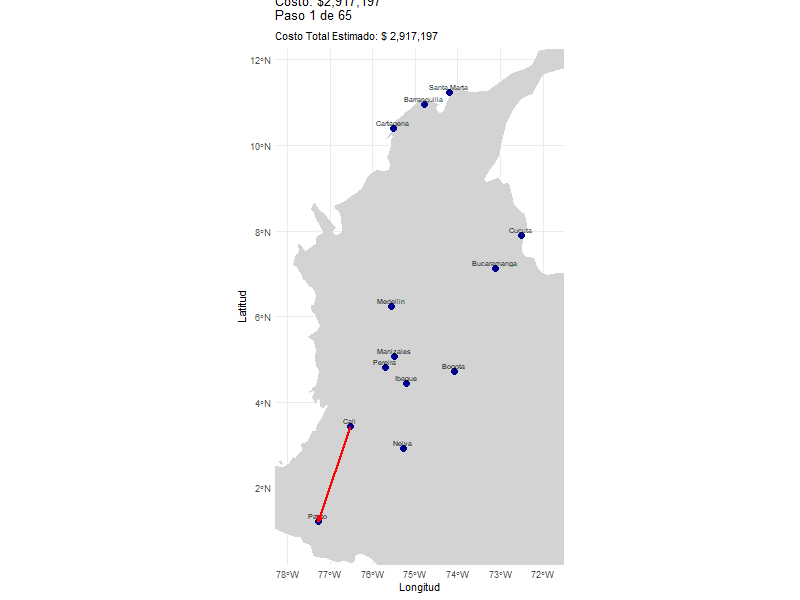 Costo: $2,917,197
Paso 1 de 65
Costo Total Estimado: $ 2,917,197
12°N
Santa Marta
Barranquilla
Cartagena
10°N
8°N
Cucuta
Bucaramanga
Medellin
6°N
Manizales
Pereira
Bogota
Ibague
4°N
Cali
Neiva
2°N
Pasto
Latitud
78°W
77°W
76°W
75°W
74°W
73°W
72°W
Longitud